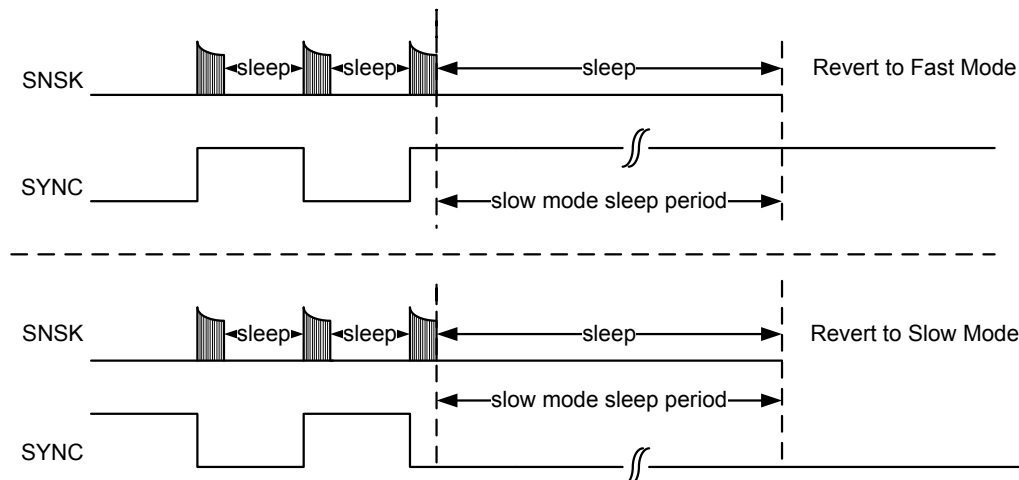 sleep sleep sleep Revert to Fast Mode
SNSK
SYNC
slow mode sleep period
sleep sleep sleep Revert to Slow Mode
SNSK
slow mode sleep period
SYNC